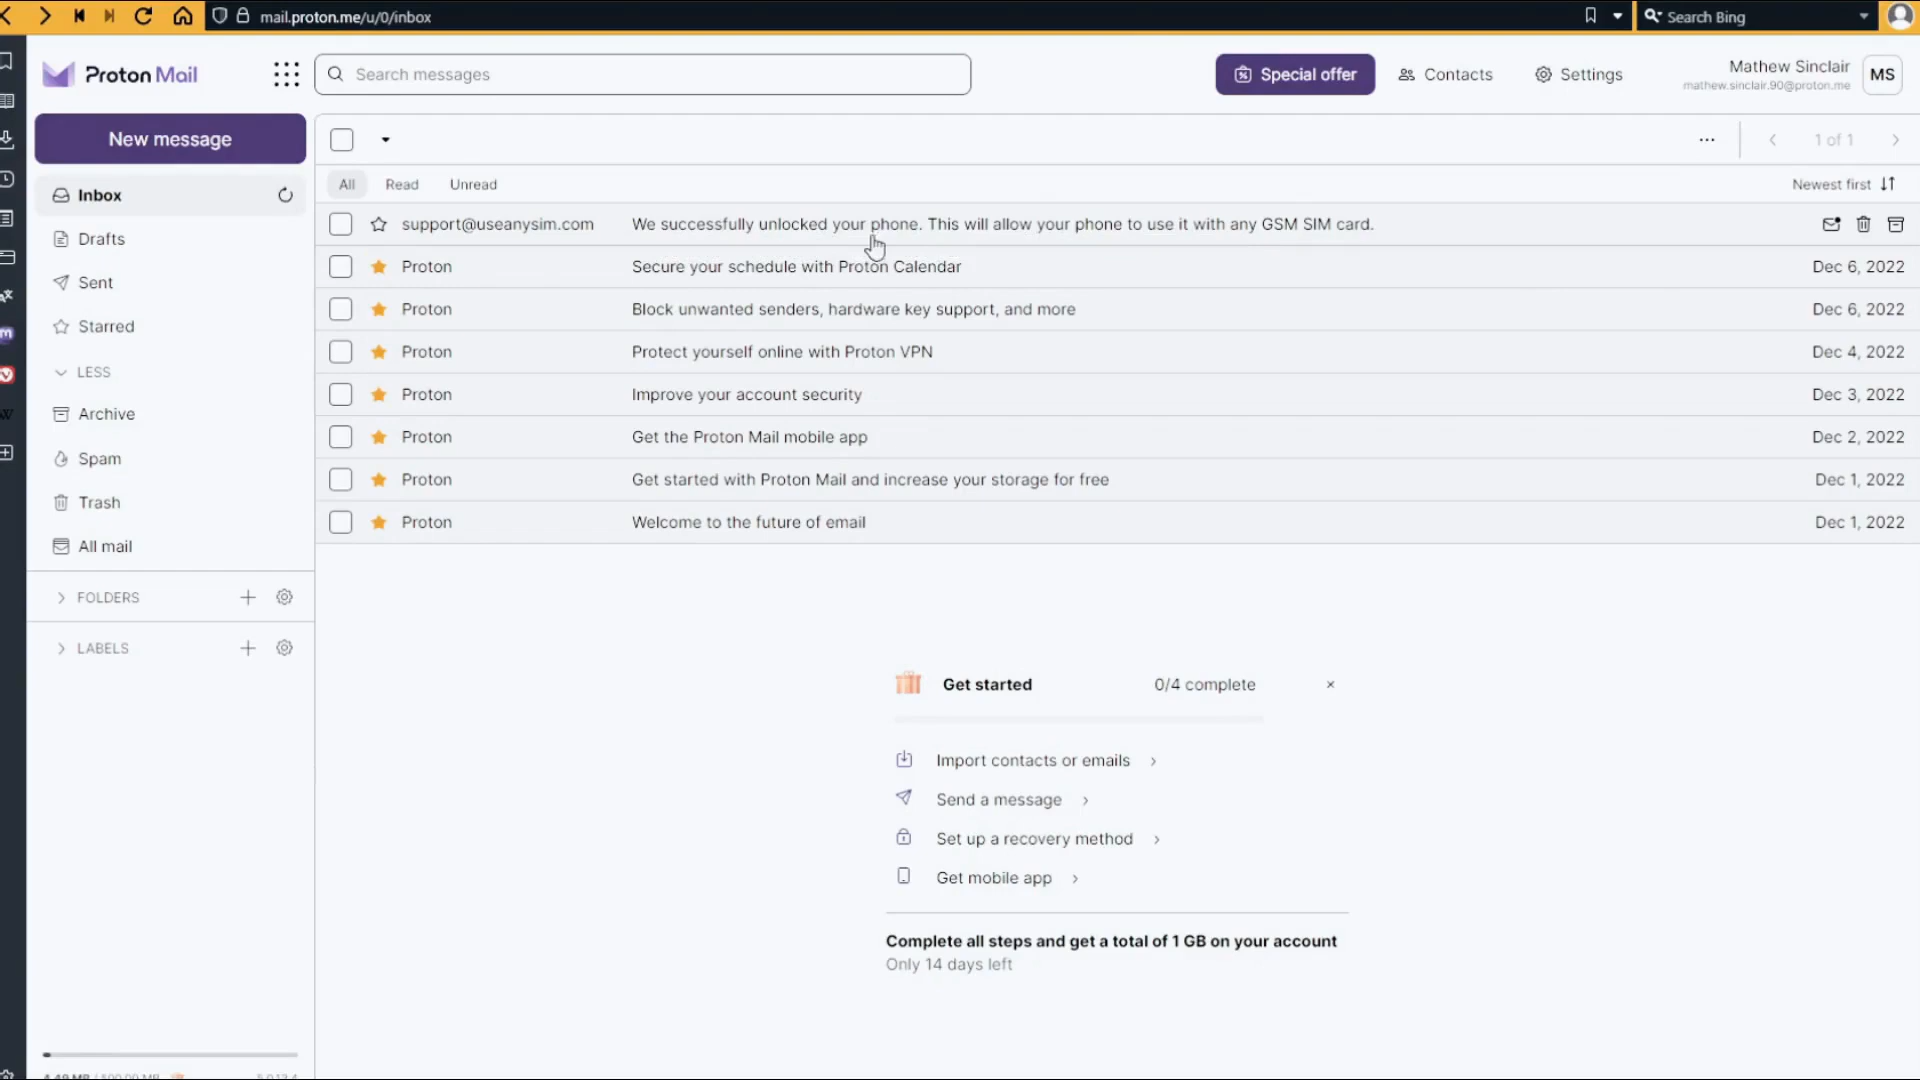 mail.proton.me/u/0/inbox
Search Bing
Proton Mail
Search messages
Special offer
Contacts
Settings
Mathew Sinclair
mathew.sinclair.90@proton.me
MS
New message
1 of 1
Inbox
All
Read
Unread
Newest first
support@useanysim.com We successfully unlocked your phone. This will allow your phone to use it with any GSM SIM card.
Drafts
Proton Secure your schedule with Proton Calendar Dec 6, 2022
Sent
Proton Block unwanted senders, hardware key support, and more Dec 6, 2022
Starred
Proton Protect yourself online with Proton VPN Dec 4, 2022
LESS
Proton Improve your account security Dec 3, 2022
Archive
Proton Get the Proton Mail mobile app Dec 2, 2022
Spam
Proton Get started with Proton Mail and increase your storage for free Dec 1, 2022
Trash
Proton Welcome to the future of email Dec 1, 2022
All mail
FOLDERS
LABELS
Get started
0/4 complete
Import contacts or emails
Send a message
Set up a recovery method
Get mobile app
Complete all steps and get a total of 1 GB on your account
Only 14 days left